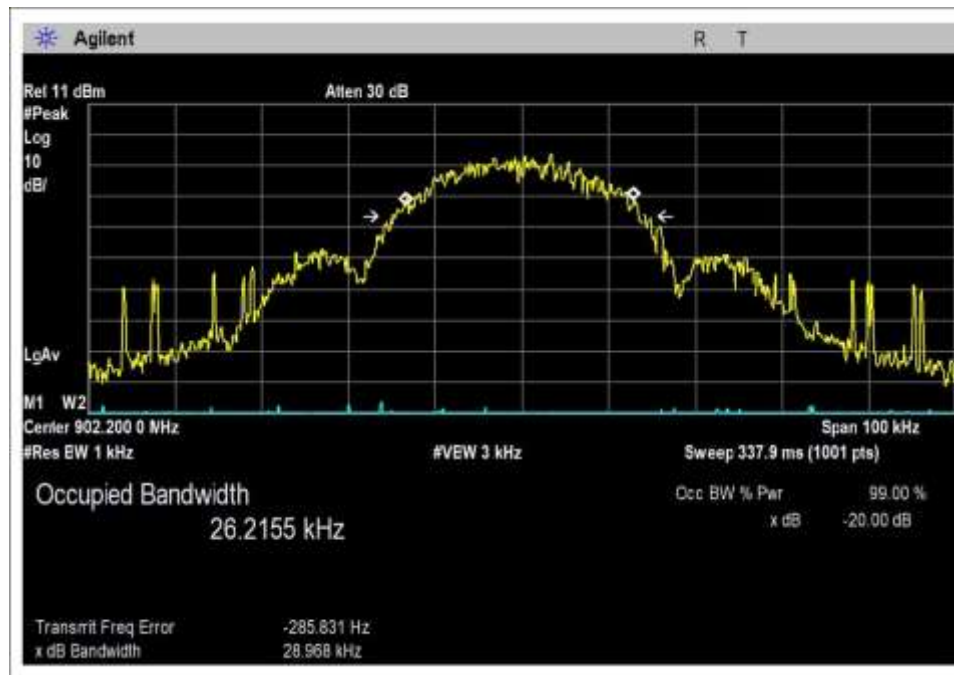 Agilent
R T
Ref 11 dBm
Atten 30 dB
#Peak
Log
10
dB/
LgAv
M1 W2
Center 902.200 0 MHz
Span 100 kHz
#Res BW 1 kHz
#VBW 3 kHz
Sweep 337.9 ms (1001 pts)
Occupied Bandwidth
26.2155 kHz
Occ BW % Pwr 99.00 %
x dB -20.00 dB
Transmit Freq Error -285.831 Hz
x dB Bandwidth 28.968 kHz